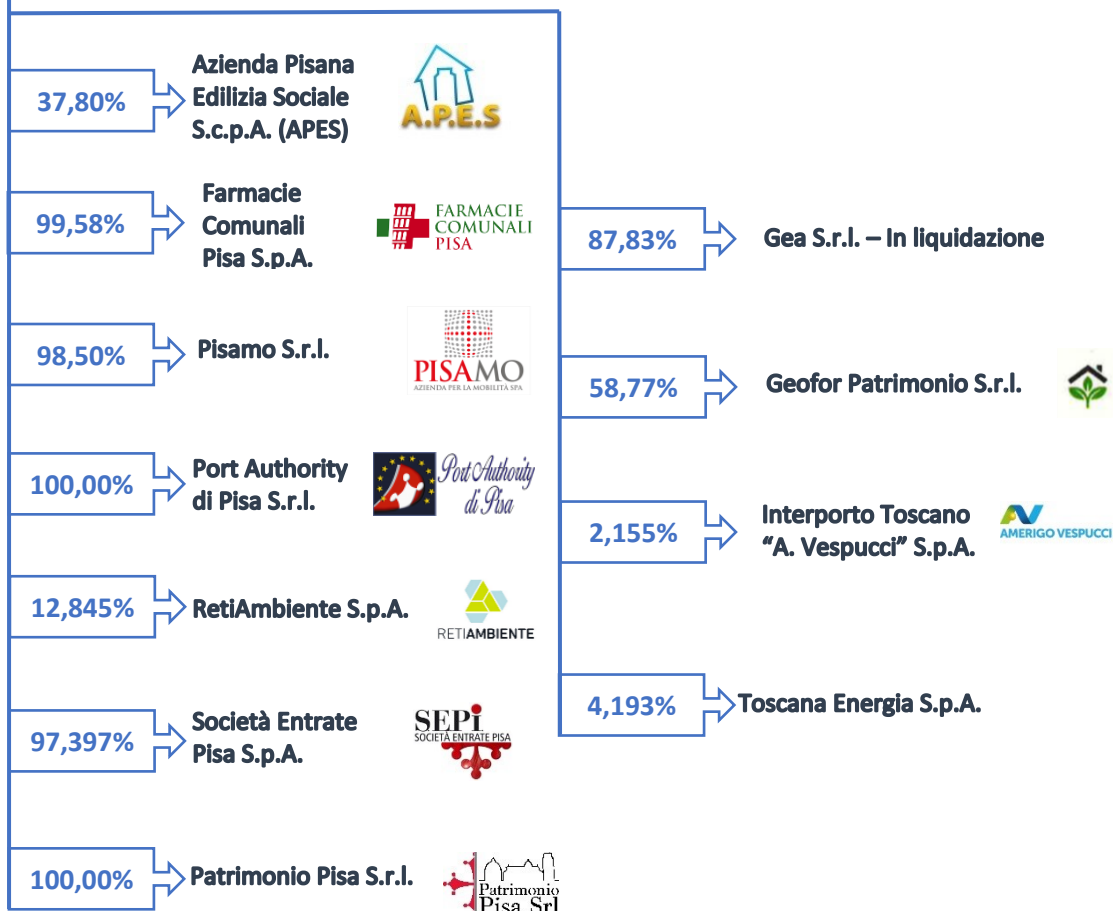 37,80%
Azienda Pisana
Edilizia Sociale
S.c.p.A. (APES)
A.P.E.S
99,58%
Farmacie
Comunali
Pisa S.p.A.
FARMACIE
COMUNALI
PISA
98,50%
Pisamo S.r.l.
PISAMO
AZIENDA PER LA MOBILITÀ SPA
100,00%
Port Authority
di Pisa S.r.l.
Port Authority
di Pisa
12,845%
RetiAmbiente S.p.A.
RETIAMBIENTE
97,397%
Società Entrate
Pisa S.p.A.
SEPi
SOCIETÀ ENTRATE PISA
100,00%
Patrimonio Pisa S.r.l.
Patrimonio
Pisa Srl
87,83%
Gea S.r.l. – In liquidazione
58,77%
Geofor Patrimonio S.r.l.
2,155%
Interporto Toscano
“A. Vespucci” S.p.A.
AMERIGO VESPUCCI
4,193%
Toscana Energia S.p.A.